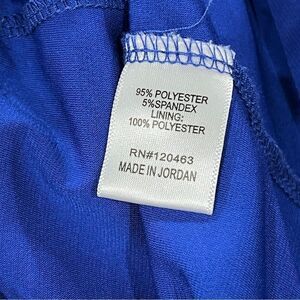 95% POLYESTER
5%SPANDEX
LINING:
100% POLYESTER
RN#120463
MADE IN JORDAN